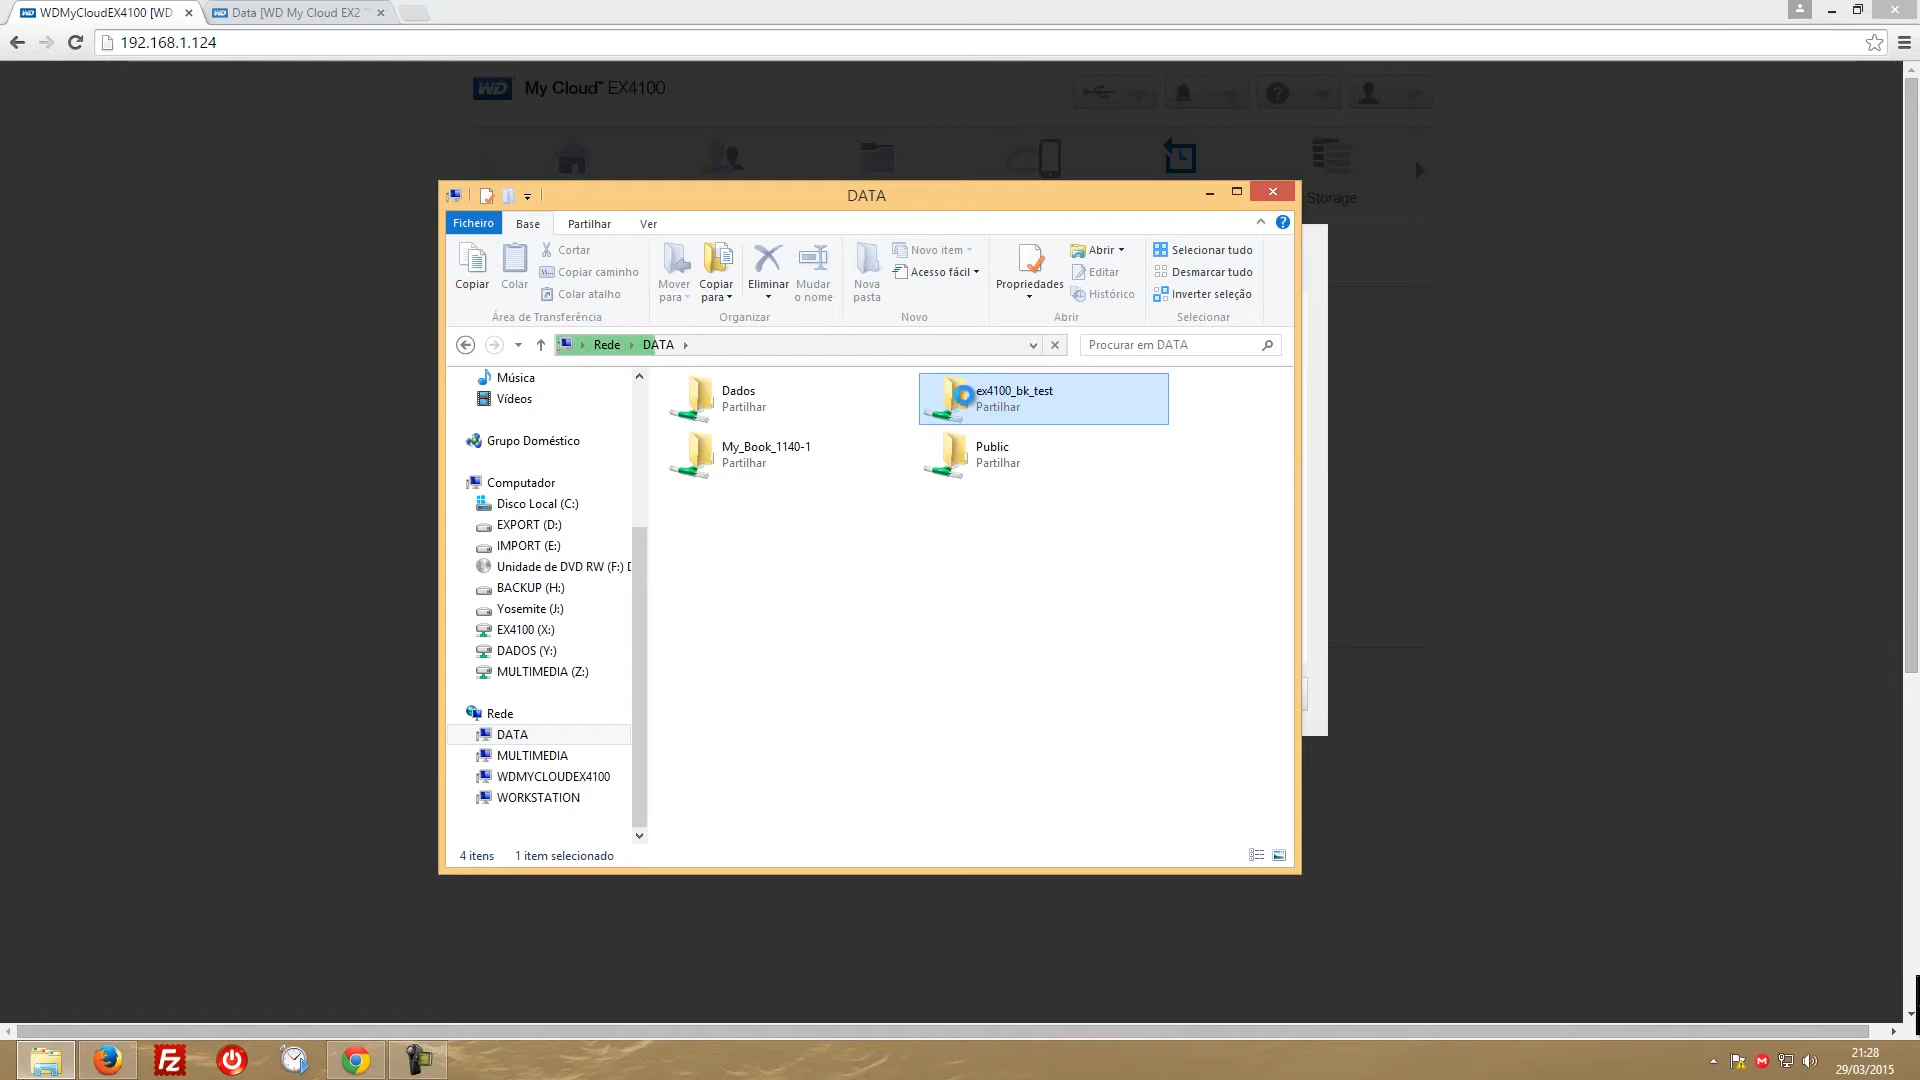 WDMyCloudEX4100 [WD
Data [WD My Cloud EX2
192.168.1.124
WD My Cloud™ EX4100
Storage
DATA
Ficheiro Base Partilhar Ver
Copiar
Colar
Cortar
Copiar caminho
Colar atalho
Área de Transferência
Mover para
Copiar para
Eliminar
Mudar o nome
Organizar
Nova pasta
Novo item
Acesso fácil
Novo
Propriedades
Abrir
Editar
Histórico
Abrir
Selecionar tudo
Desmarcar tudo
Inverter seleção
Selecionar
Rede DATA
Procurar em DATA
Música
Vídeos
Grupo Doméstico
Computador
Disco Local (C:)
EXPORT (D:)
IMPORT (E:)
Unidade de DVD RW (F:)
BACKUP (H:)
Yosemite (J:)
EX4100 (X:)
DADOS (Y:)
MULTIMEDIA (Z:)
Rede
DATA
MULTIMEDIA
WDMYCLOUDEX4100
WORKSTATION
Dados
Partilhar
ex4100_bk_test
Partilhar
My_Book_1140-1
Partilhar
Public
Partilhar
4 itens 1 item selecionado
21:28
29/03/2015